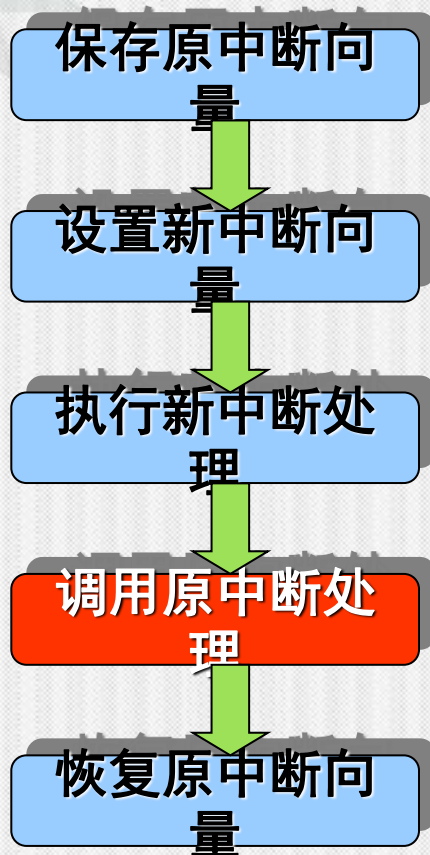 保存原中断向
量
设置新中断向
量
执行新中断处
理
调用原中断处
理
恢复原中断向
量